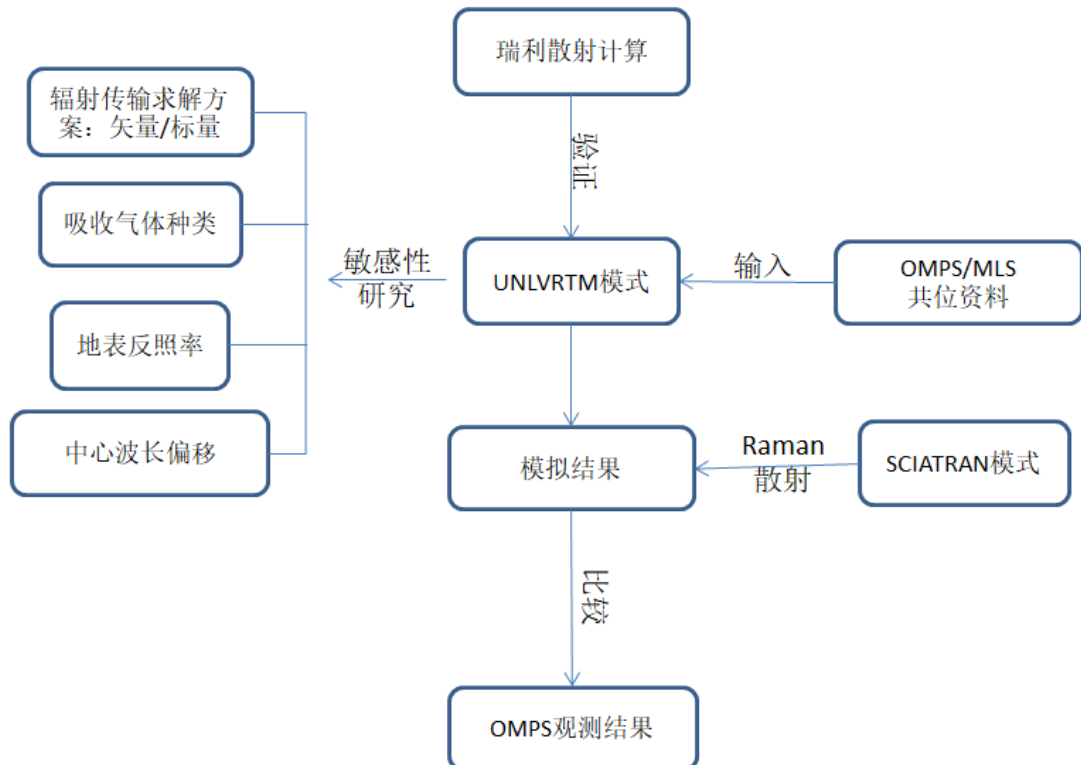 瑞利散射计算
辐射传输求解方
案：矢量/标量
验证
吸收气体种类
敏感性
研究
UNLVRTM模式
输入
OMPS/MLS
共位资料
地表反照率
中心波长偏移
模拟结果
Raman
散射
SCIATRAN模式
比较
OMPS观测结果